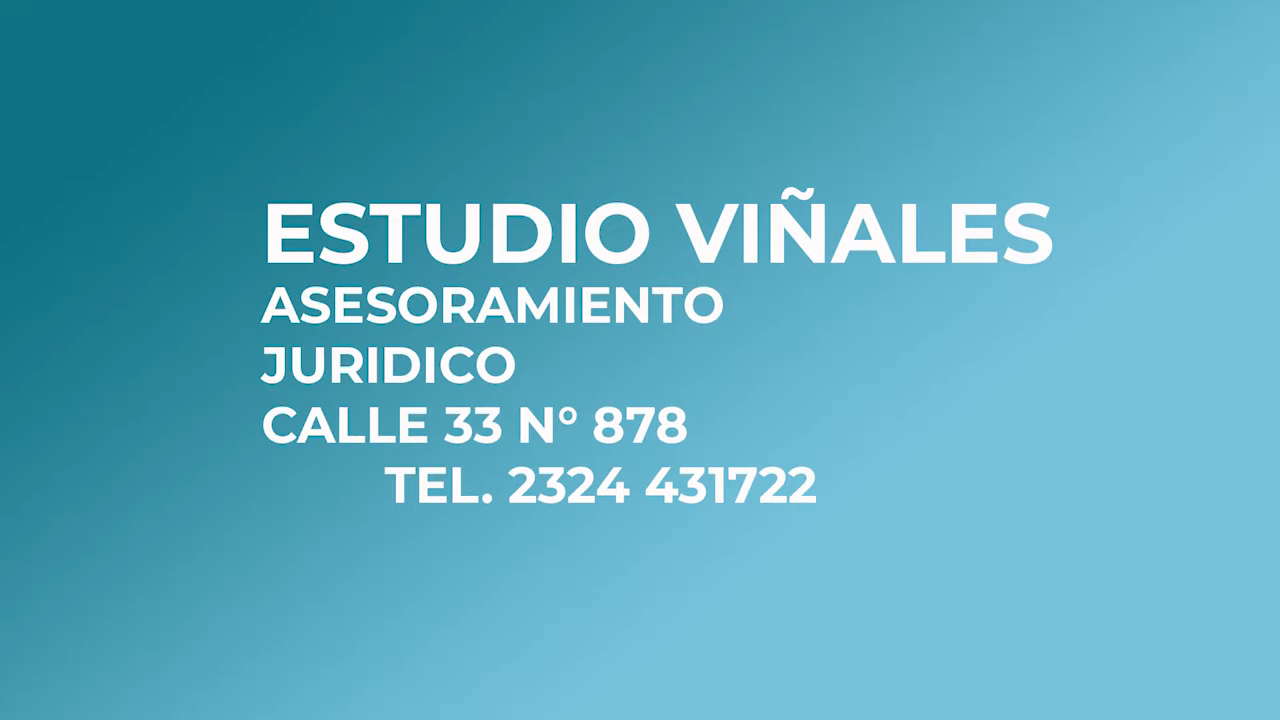 ESTUDIO VIÑALES
ASESORAMIENTO
JURIDICO
CALLE 33 N° 878
TEL. 2324 431722